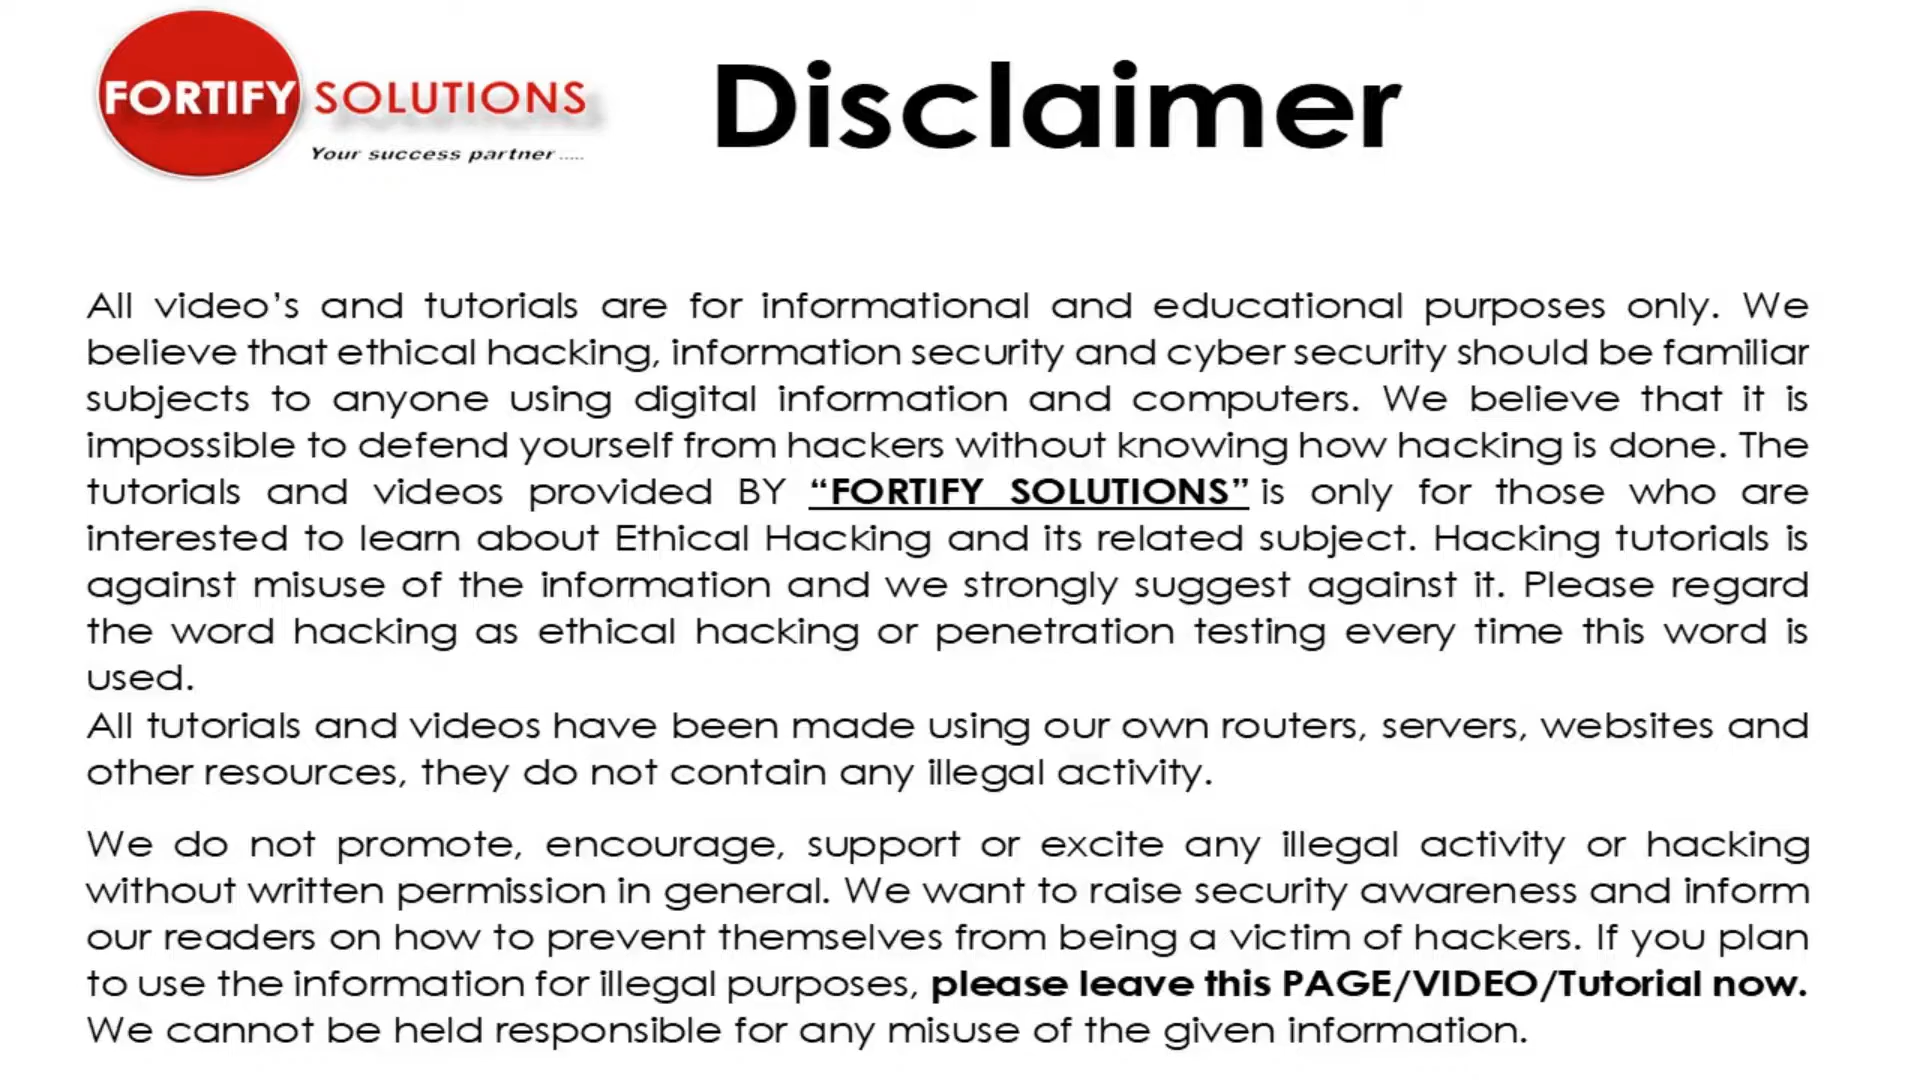 FORTIFY SOLUTIONS
Your success partner .....
Disclaimer
All video’s and tutorials are for informational and educational purposes only. We
believe that ethical hacking, information security and cyber security should be familiar
subjects to anyone using digital information and computers. We believe that it is
impossible to defend yourself from hackers without knowing how hacking is done. The
tutorials and videos provided BY “FORTIFY SOLUTIONS” is only for those who are
interested to learn about Ethical Hacking and its related subject. Hacking tutorials is
against misuse of the information and we strongly suggest against it. Please regard
the word hacking as ethical hacking or penetration testing every time this word is
used.
All tutorials and videos have been made using our own routers, servers, websites and
other resources, they do not contain any illegal activity.
We do not promote, encourage, support or excite any illegal activity or hacking
without written permission in general. We want to raise security awareness and inform
our readers on how to prevent themselves from being a victim of hackers. If you plan
to use the information for illegal purposes, please leave this PAGE/VIDEO/Tutorial now.
We cannot be held responsible for any misuse of the given information.